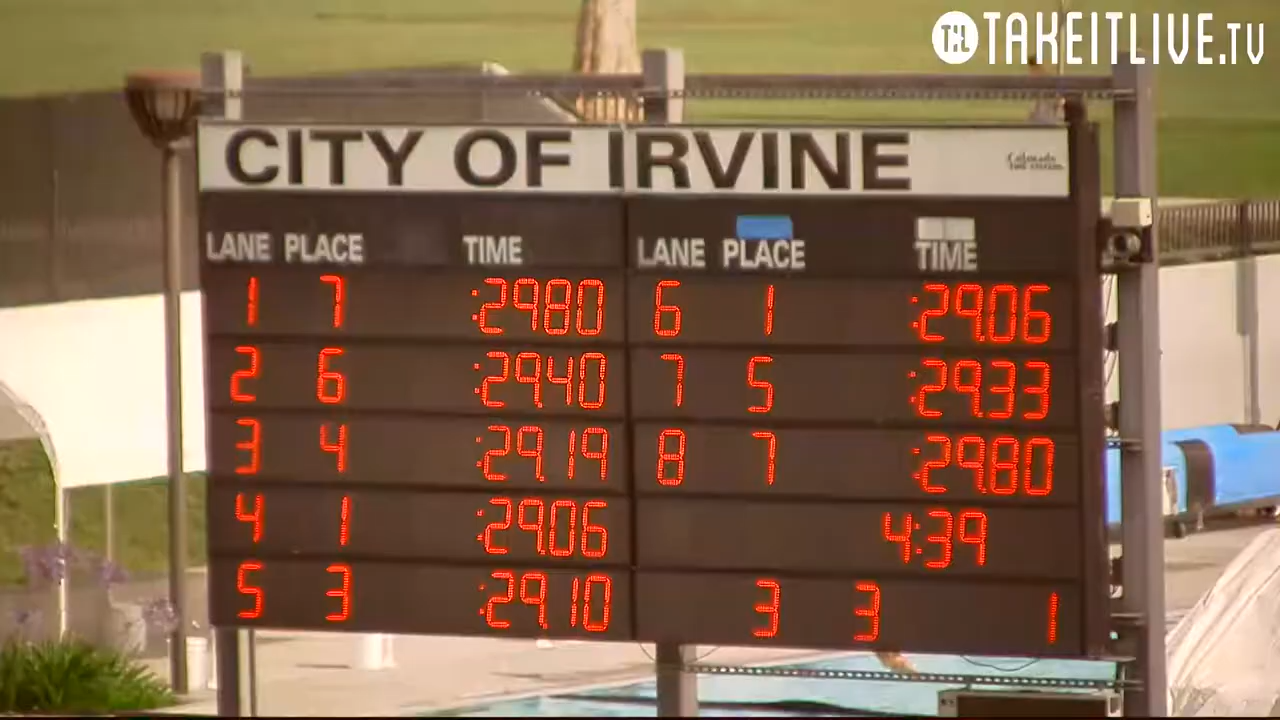 TAKEITLIVE.TV
CITY OF IRVINE
LANE PLACE TIME LANE PLACE TIME
1 7 :29.80 6 1 :29.06
2 6 :29.40 7 5 :29.33
3 4 :29.19 8 7 :29.80
4 1 :29.06 4:39
5 3 :29.10 3 3 1